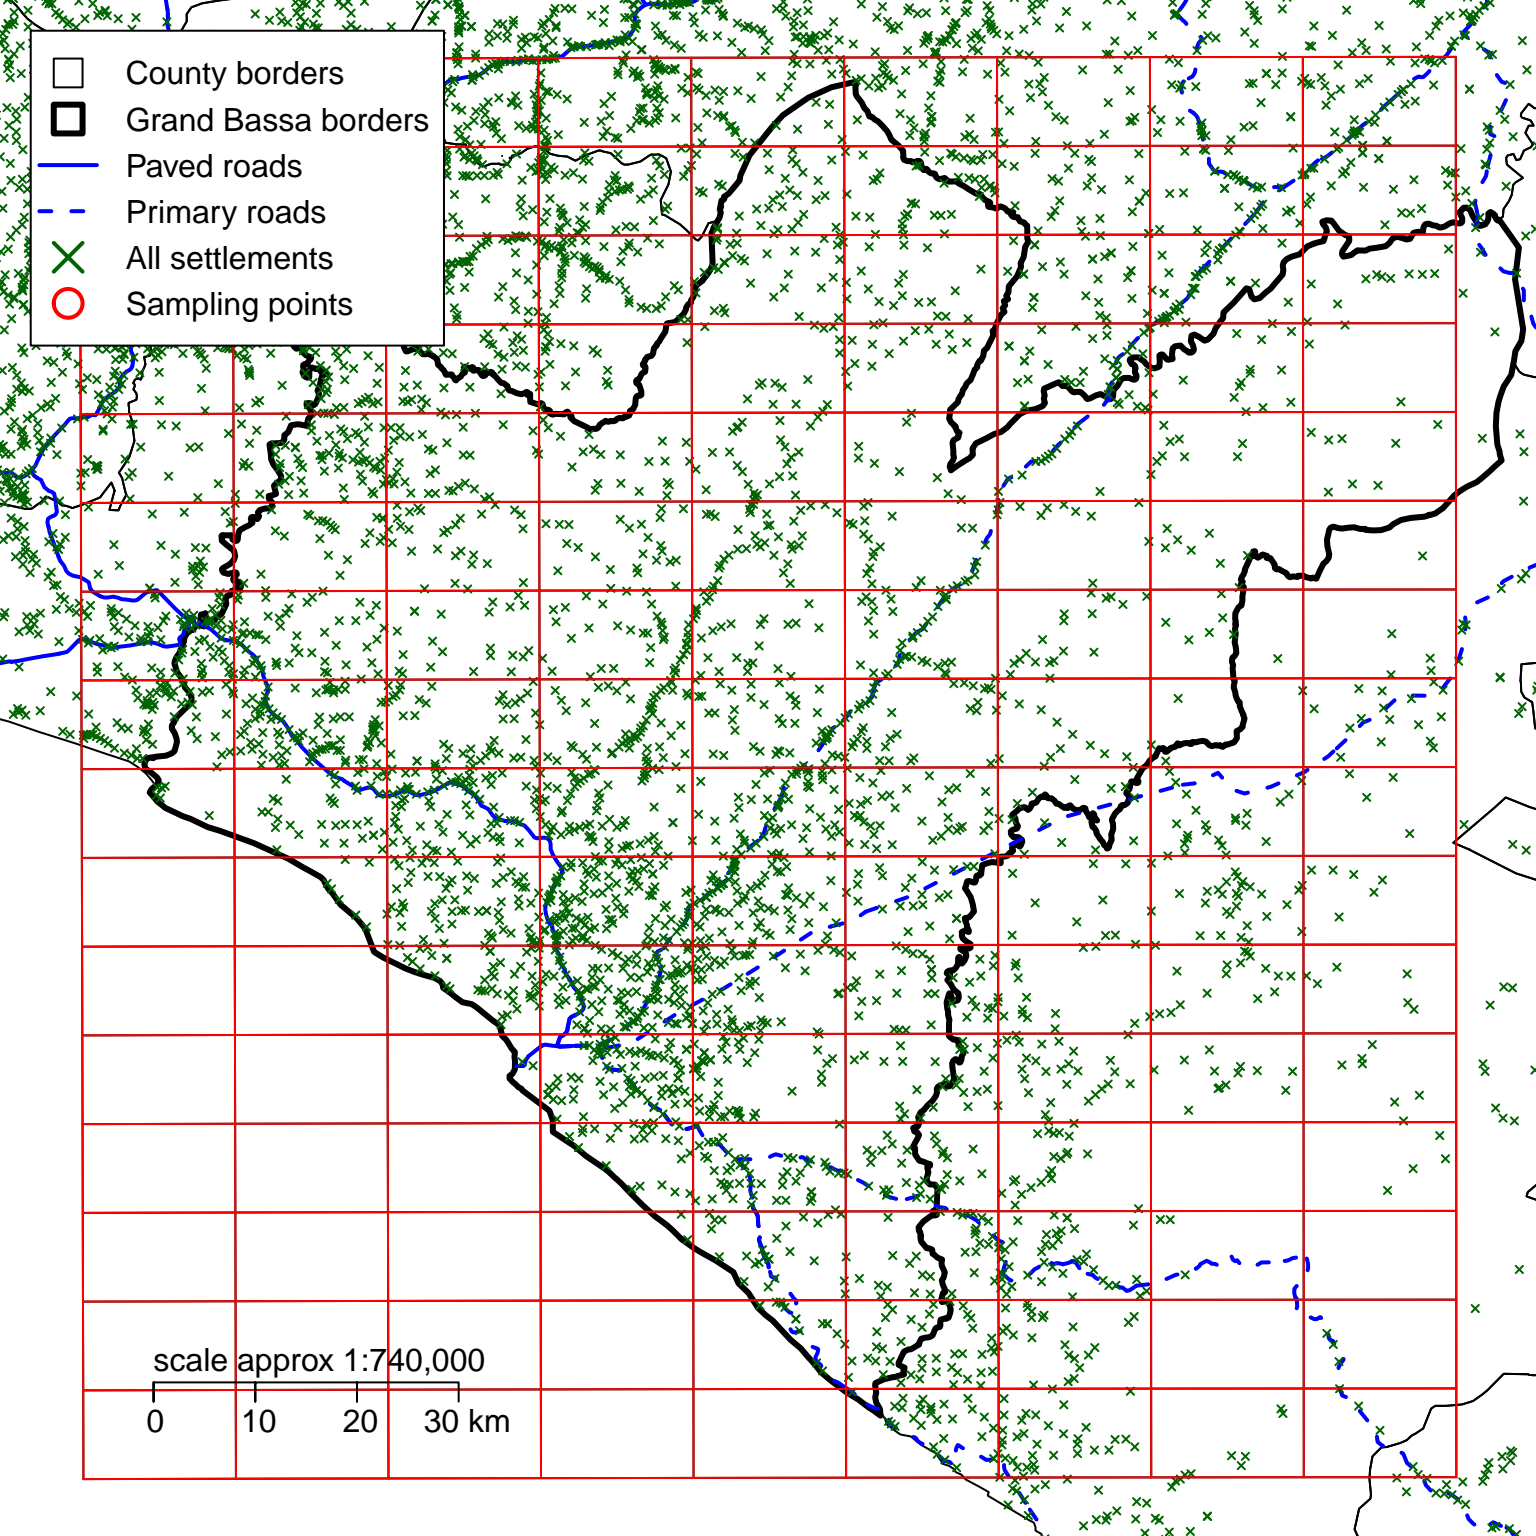 County borders
Grand Bassa borders
Paved roads
Primary roads
All settlements
Sampling points
scale approx 1:740,000
0 10 20 30 km